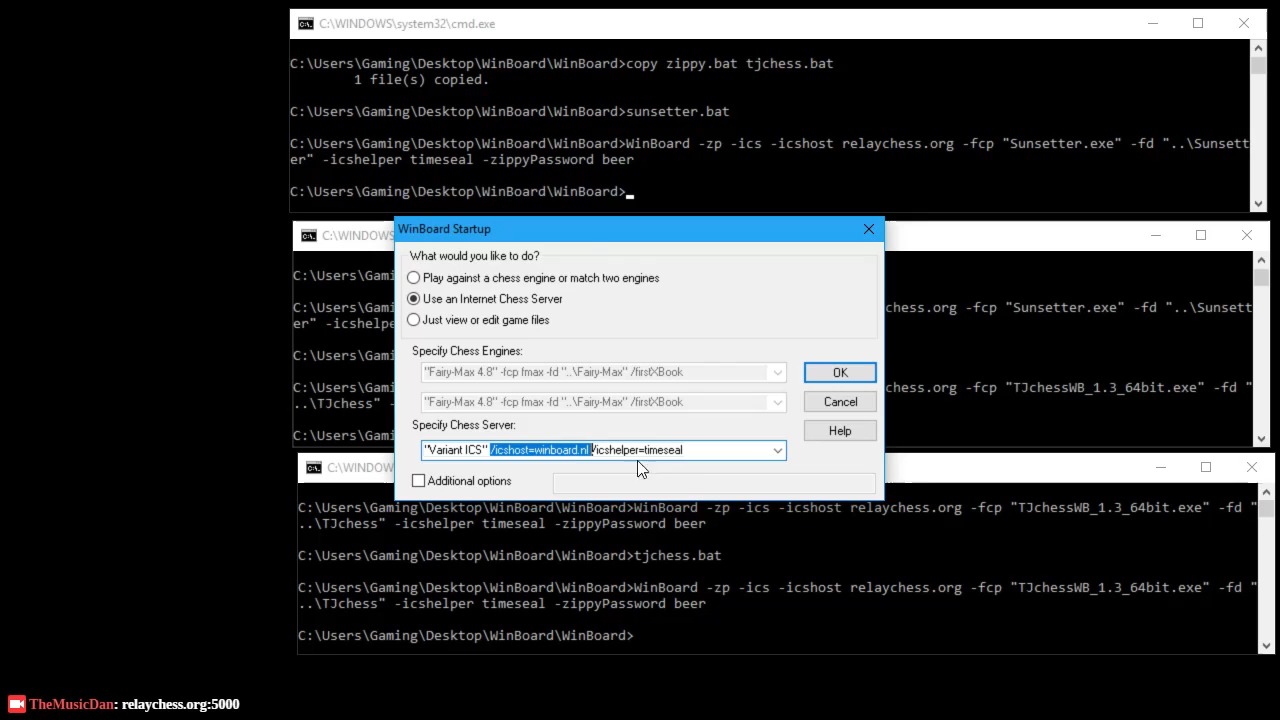 C:\WINDOWS\system32\cmd.exe
C:\Users\Gaming\Desktop\WinBoard\WinBoard>copy zippy.bat tjchess.bat
1 file(s) copied.
C:\Users\Gaming\Desktop\WinBoard\WinBoard>sunsetter.bat
C:\Users\Gaming\Desktop\WinBoard\WinBoard>WinBoard -zp -ics -icshost relaychess.org -fcp "Sunsetter.exe" -fd "..\Sunsett
er" -icshelper timeseal -zippyPassword beer
C:\Users\Gaming\Desktop\WinBoard\WinBoard>
C:\WINDOWS
C:\Users\Gami
C:\Users\Gami
chess.org -fcp "Sunsetter.exe" -fd "..\Sunsett
er" -icshelpe
C:\Users\Gami
C:\Users\Gami
chess.org -fcp "TJchessWB_1.3_64bit.exe" -fd "
..\TJchess" -
C:\Users\Gami
WinBoard Startup
What would you like to do?
Play against a chess engine or match two engines
Use an Internet Chess Server
Just view or edit game files
Specify Chess Engines:
"Fairy-Max 4.8" -fcp fmax -fd "..\Fairy-Max" /firstXBook
OK
"Fairy-Max 4.8" -fcp fmax -fd "..\Fairy-Max" /firstXBook
Cancel
Specify Chess Server:
Help
"Variant ICS" /icshost=winboard.nl /icshelper=timeseal
Additional options
C:\WINDOWS
C:\Users\Gaming\Desktop\WinBoard\WinBoard>WinBoard -zp -ics -icshost relaychess.org -fcp "TJchessWB_1.3_64bit.exe" -fd "
..\TJchess" -icshelper timeseal -zippyPassword beer
C:\Users\Gaming\Desktop\WinBoard\WinBoard>tjchess.bat
C:\Users\Gaming\Desktop\WinBoard\WinBoard>WinBoard -zp -ics -icshost relaychess.org -fcp "TJchessWB_1.3_64bit.exe" -fd "
..\TJchess" -icshelper timeseal -zippyPassword beer
C:\Users\Gaming\Desktop\WinBoard\WinBoard>
TheMusicDan: relaychess.org:5000